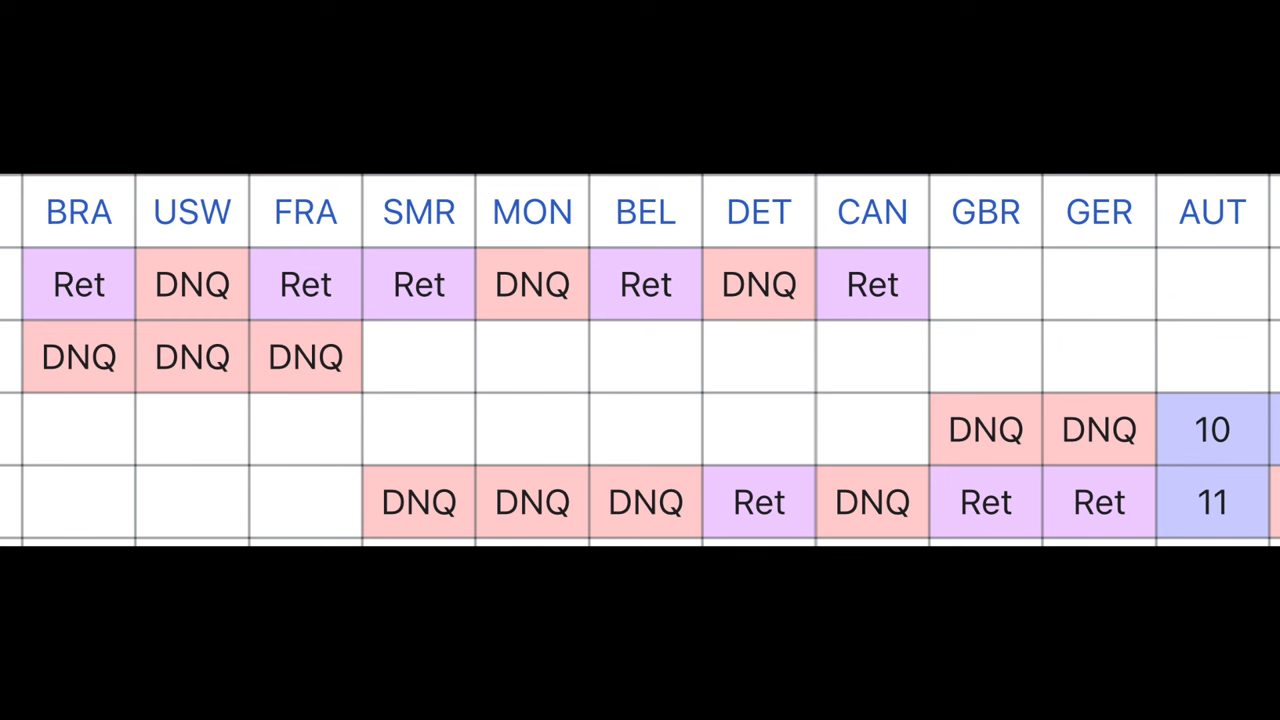 BRA USW FRA SMR MON BEL DET CAN GBR GER AUT
Ret DNQ Ret Ret DNQ Ret DNQ Ret
DNQ DNQ DNQ
DNQ DNQ 10
DNQ DNQ DNQ Ret DNQ Ret Ret 11